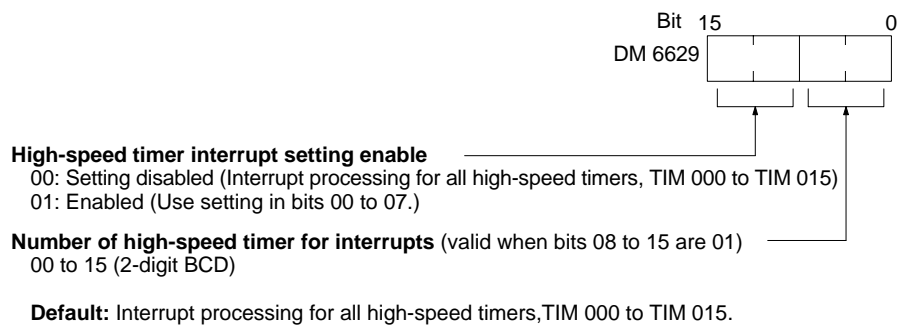 Bit 15 0
DM 6629
High-speed timer interrupt setting enable
00: Setting disabled (Interrupt processing for all high-speed timers, TIM 000 to TIM 015)
01: Enabled (Use setting in bits 00 to 07.)
Number of high-speed timer for interrupts (valid when bits 08 to 15 are 01)
00 to 15 (2-digit BCD)
Default: Interrupt processing for all high-speed timers,TIM 000 to TIM 015.